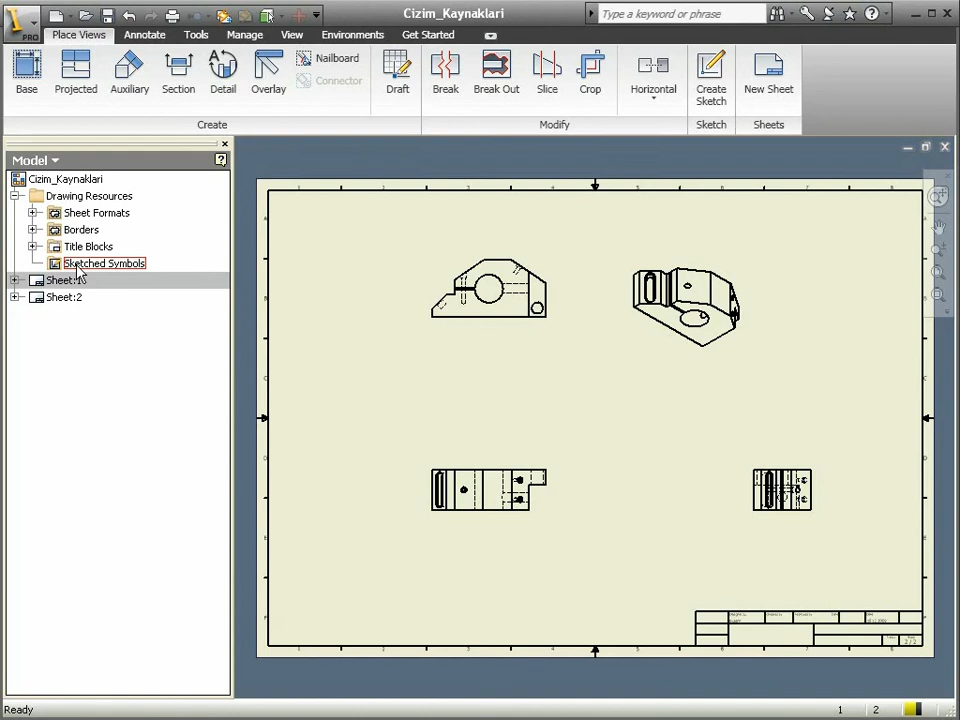 Cizim_Kaynaklari
Type a keyword or phrase
PRO
Place Views
Annotate
Tools
Manage
View
Environments
Get Started
Base
Projected
Auxiliary
Section
Detail
Overlay
Nailboard
Connector
Draft
Break
Break Out
Slice
Crop
Horizontal
Create
Sketch
New Sheet
Create
Modify
Sketch
Sheets
Model
Cizim_Kaynaklari
Drawing Resources
Sheet Formats
Borders
Title Blocks
Sketched Symbols
Sheet:1
Sheet:2
Ready
1
2